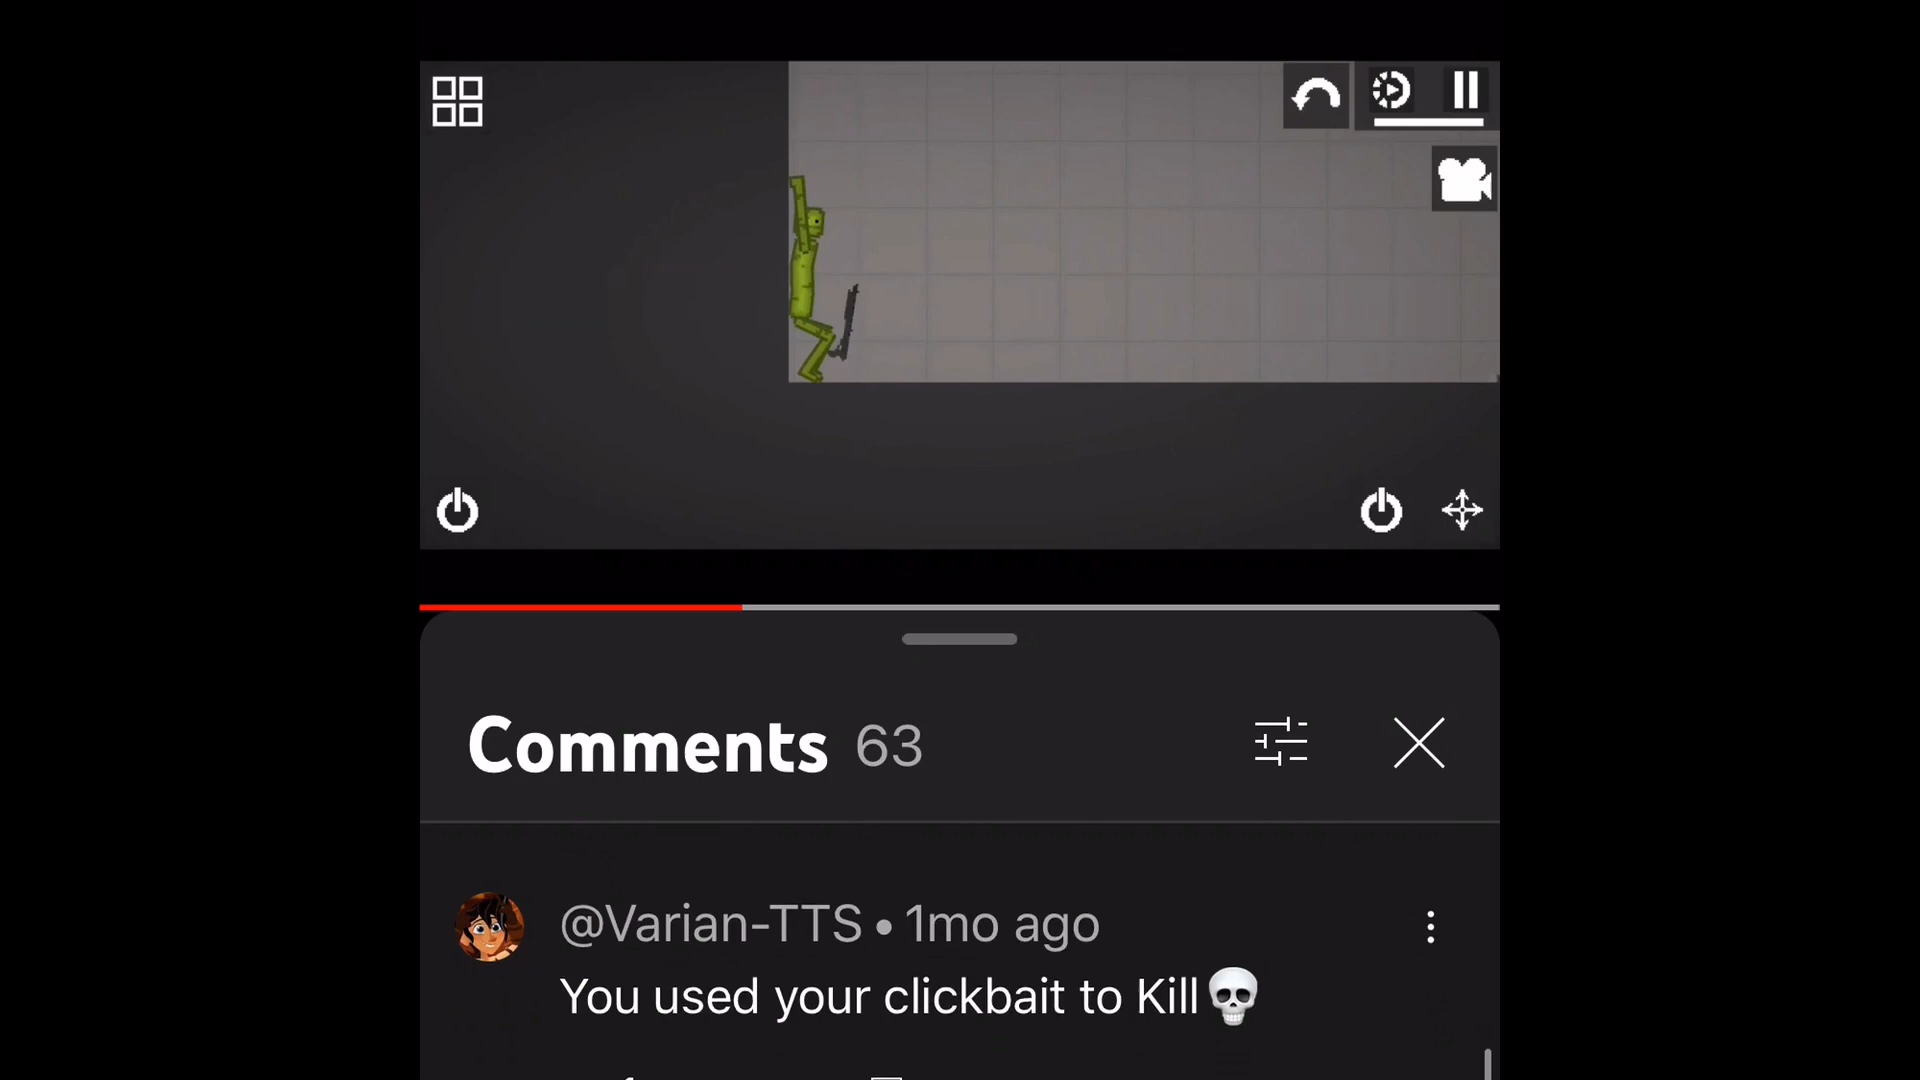 Comments 63
@Varian-TTS • 1mo ago
You used your clickbait to Kill💀